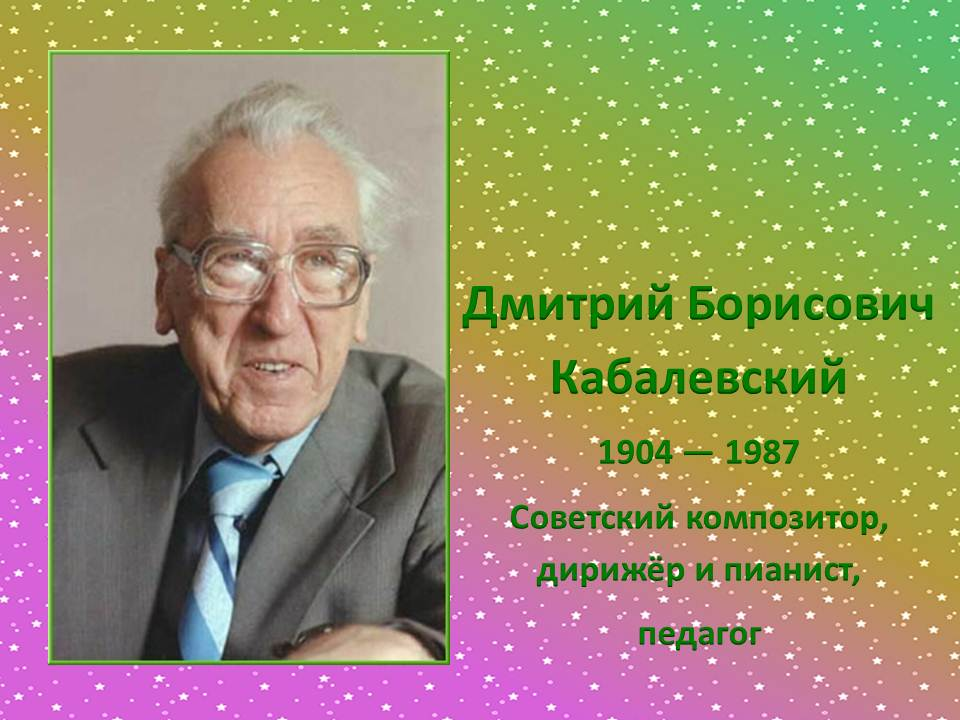 Дмитрий Борисович
Кабалевский
1904 — 1987
Советский композитор,
дирижёр и пианист,
педагог